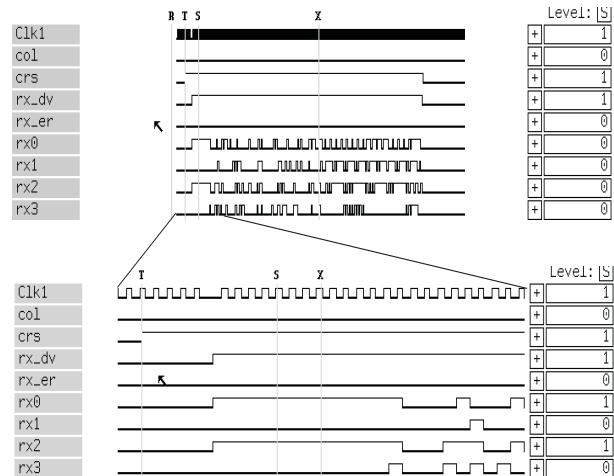 Level: S
R T S X
Clk1 + 1
col + 0
crs + 1
rx_dv + 1
rx_er + 0
rx0 + 0
rx1 + 0
rx2 + 0
rx3 + 0
Level: S
T S X
Clk1 + 1
col + 0
crs + 1
rx_dv + 1
rx_er + 0
rx0 + 1
rx1 + 0
rx2 + 1
rx3 + 0